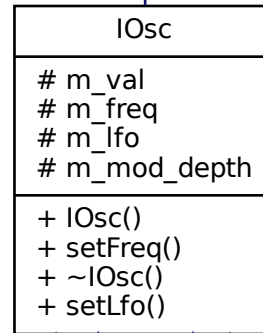 IOsc
# m_val
# m_freq
# m_lfo
# m_mod_depth
+ IOsc()
+ setFreq()
+ ~IOsc()
+ setLfo()